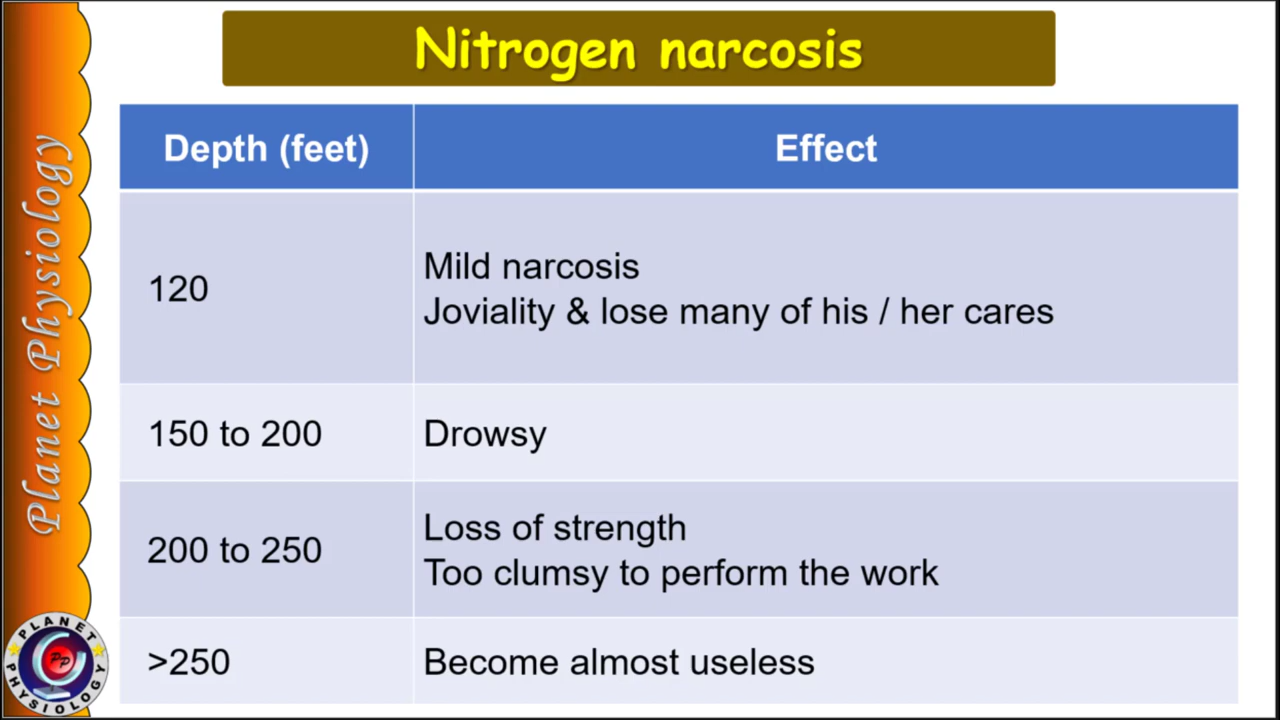 Nitrogen narcosis
Depth (feet)
Effect
120
Mild narcosis
Joviality & lose many of his / her cares
150 to 200
Drowsy
200 to 250
Loss of strength
Too clumsy to perform the work
>250
Become almost useless
Planet Physiology
PLANET
PHYSIOLOGY
PP